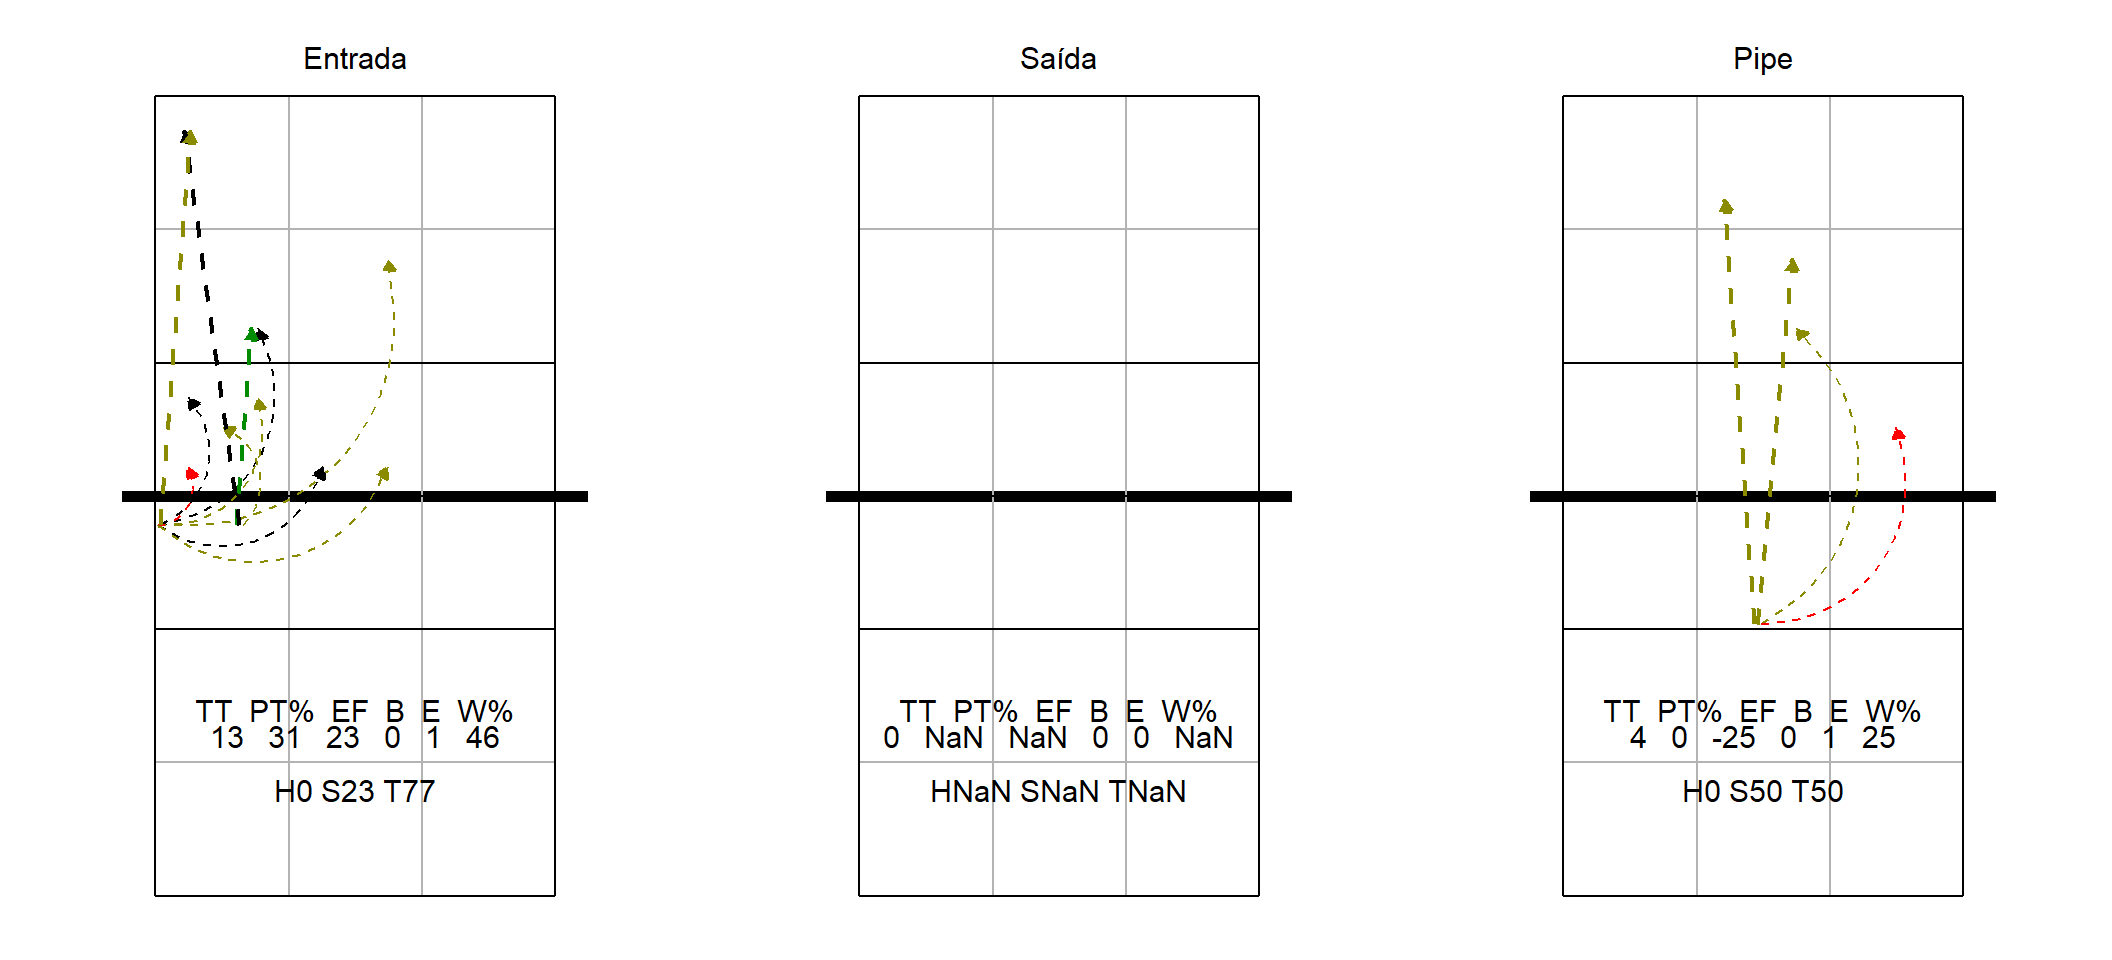 Entrada
TT PT% EF B E W%
13 31 23 0 1 46
H0 S23 T77
Saída
TT PT% EF B E W%
0 NaN NaN 0 0 NaN
HNaN SNaN TNaN
Pipe
TT PT% EF B E W%
4 0 -25 0 1 25
H0 S50 T50